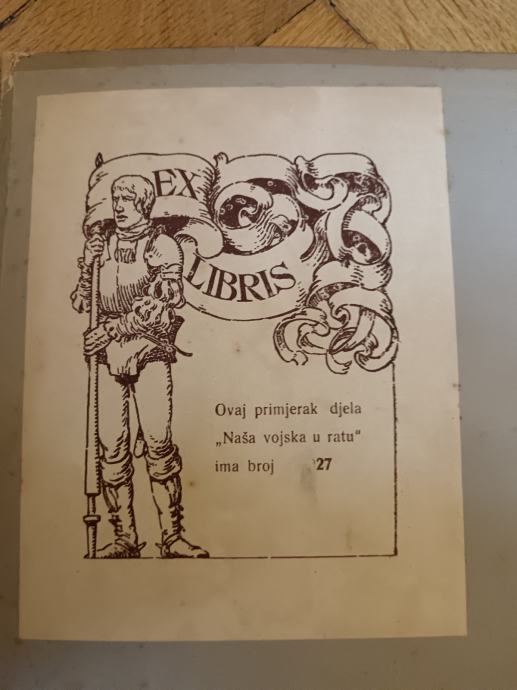 EX
LIBRIS
Ovaj primjerak djela
„Naša vojska u ratu“
ima broj 27